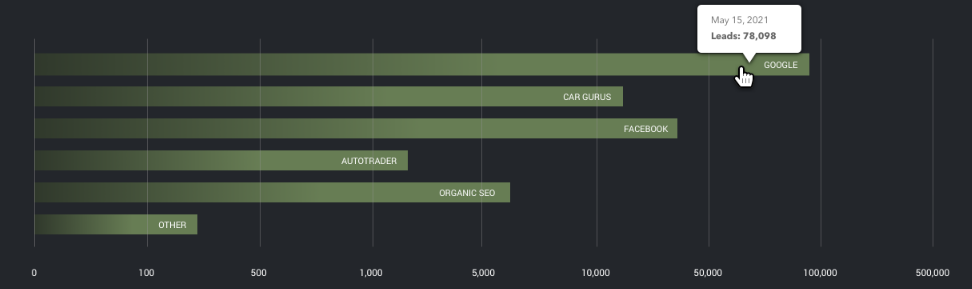 May 15, 2021
Leads: 78,098
GOOGLE
CAR GURUS
FACEBOOK
AUTOTRADER
ORGANIC SEO
OTHER
0 100 500 1,000 5,000 10,000 50,000 100,000 500,000